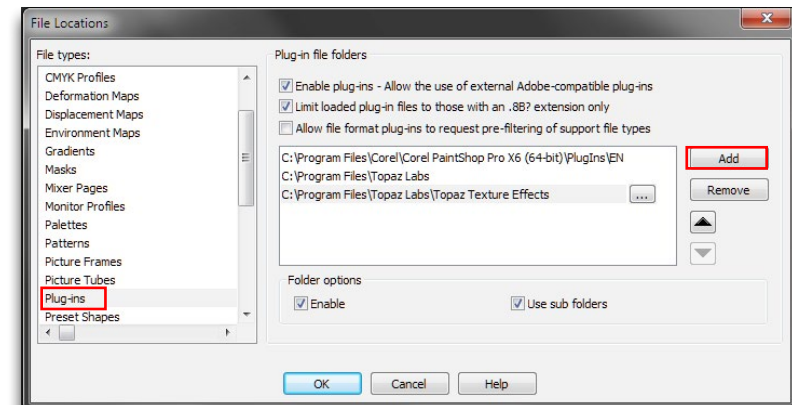 File Locations
File types:
CMYK Profiles
Deformation Maps
Displacement Maps
Environment Maps
Gradients
Masks
Mixer Pages
Monitor Profiles
Palettes
Patterns
Picture Frames
Picture Tubes
Plug-ins
Preset Shapes
Plug-in file folders
Enable plug-ins - Allow the use of external Adobe-compatible plug-ins
Limit loaded plug-in files to those with an .8B? extension only
Allow file format plug-ins to request pre-filtering of support file types
C:\Program Files\Corel\Corel PaintShop Pro X6 (64-bit)\PlugIns\EN
C:\Program Files\Topaz Labs
C:\Program Files\Topaz Labs\Topaz Texture Effects
...
Add
Remove
Folder options
Enable
Use sub folders
OK
Cancel
Help